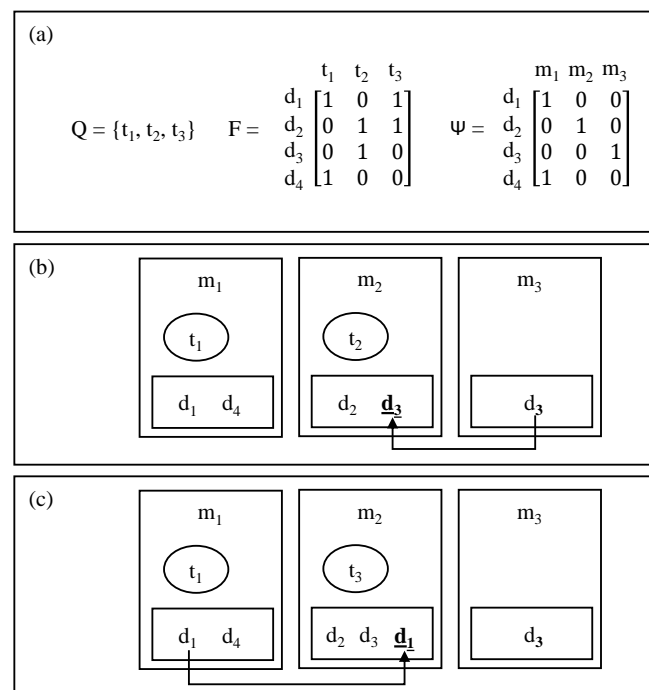 (a)
t₁ t₂ t₃
m₁ m₂ m₃
Q = {t₁, t₂, t₃} F = Ψ =
d₁ 1 0 1 d₁ 1 0 0
d₂ 0 1 1 d₂ 0 1 0
d₃ 0 1 0 d₃ 0 0 1
d₄ 1 0 0 d₄ 1 0 0
(b)
m₁ m₂ m₃
t₁ t₂
d₁ d₄ d₂ d₃ d₃
(c)
m₁ m₂ m₃
t₁ t₃
d₁ d₄ d₂ d₃ d₁ d₃